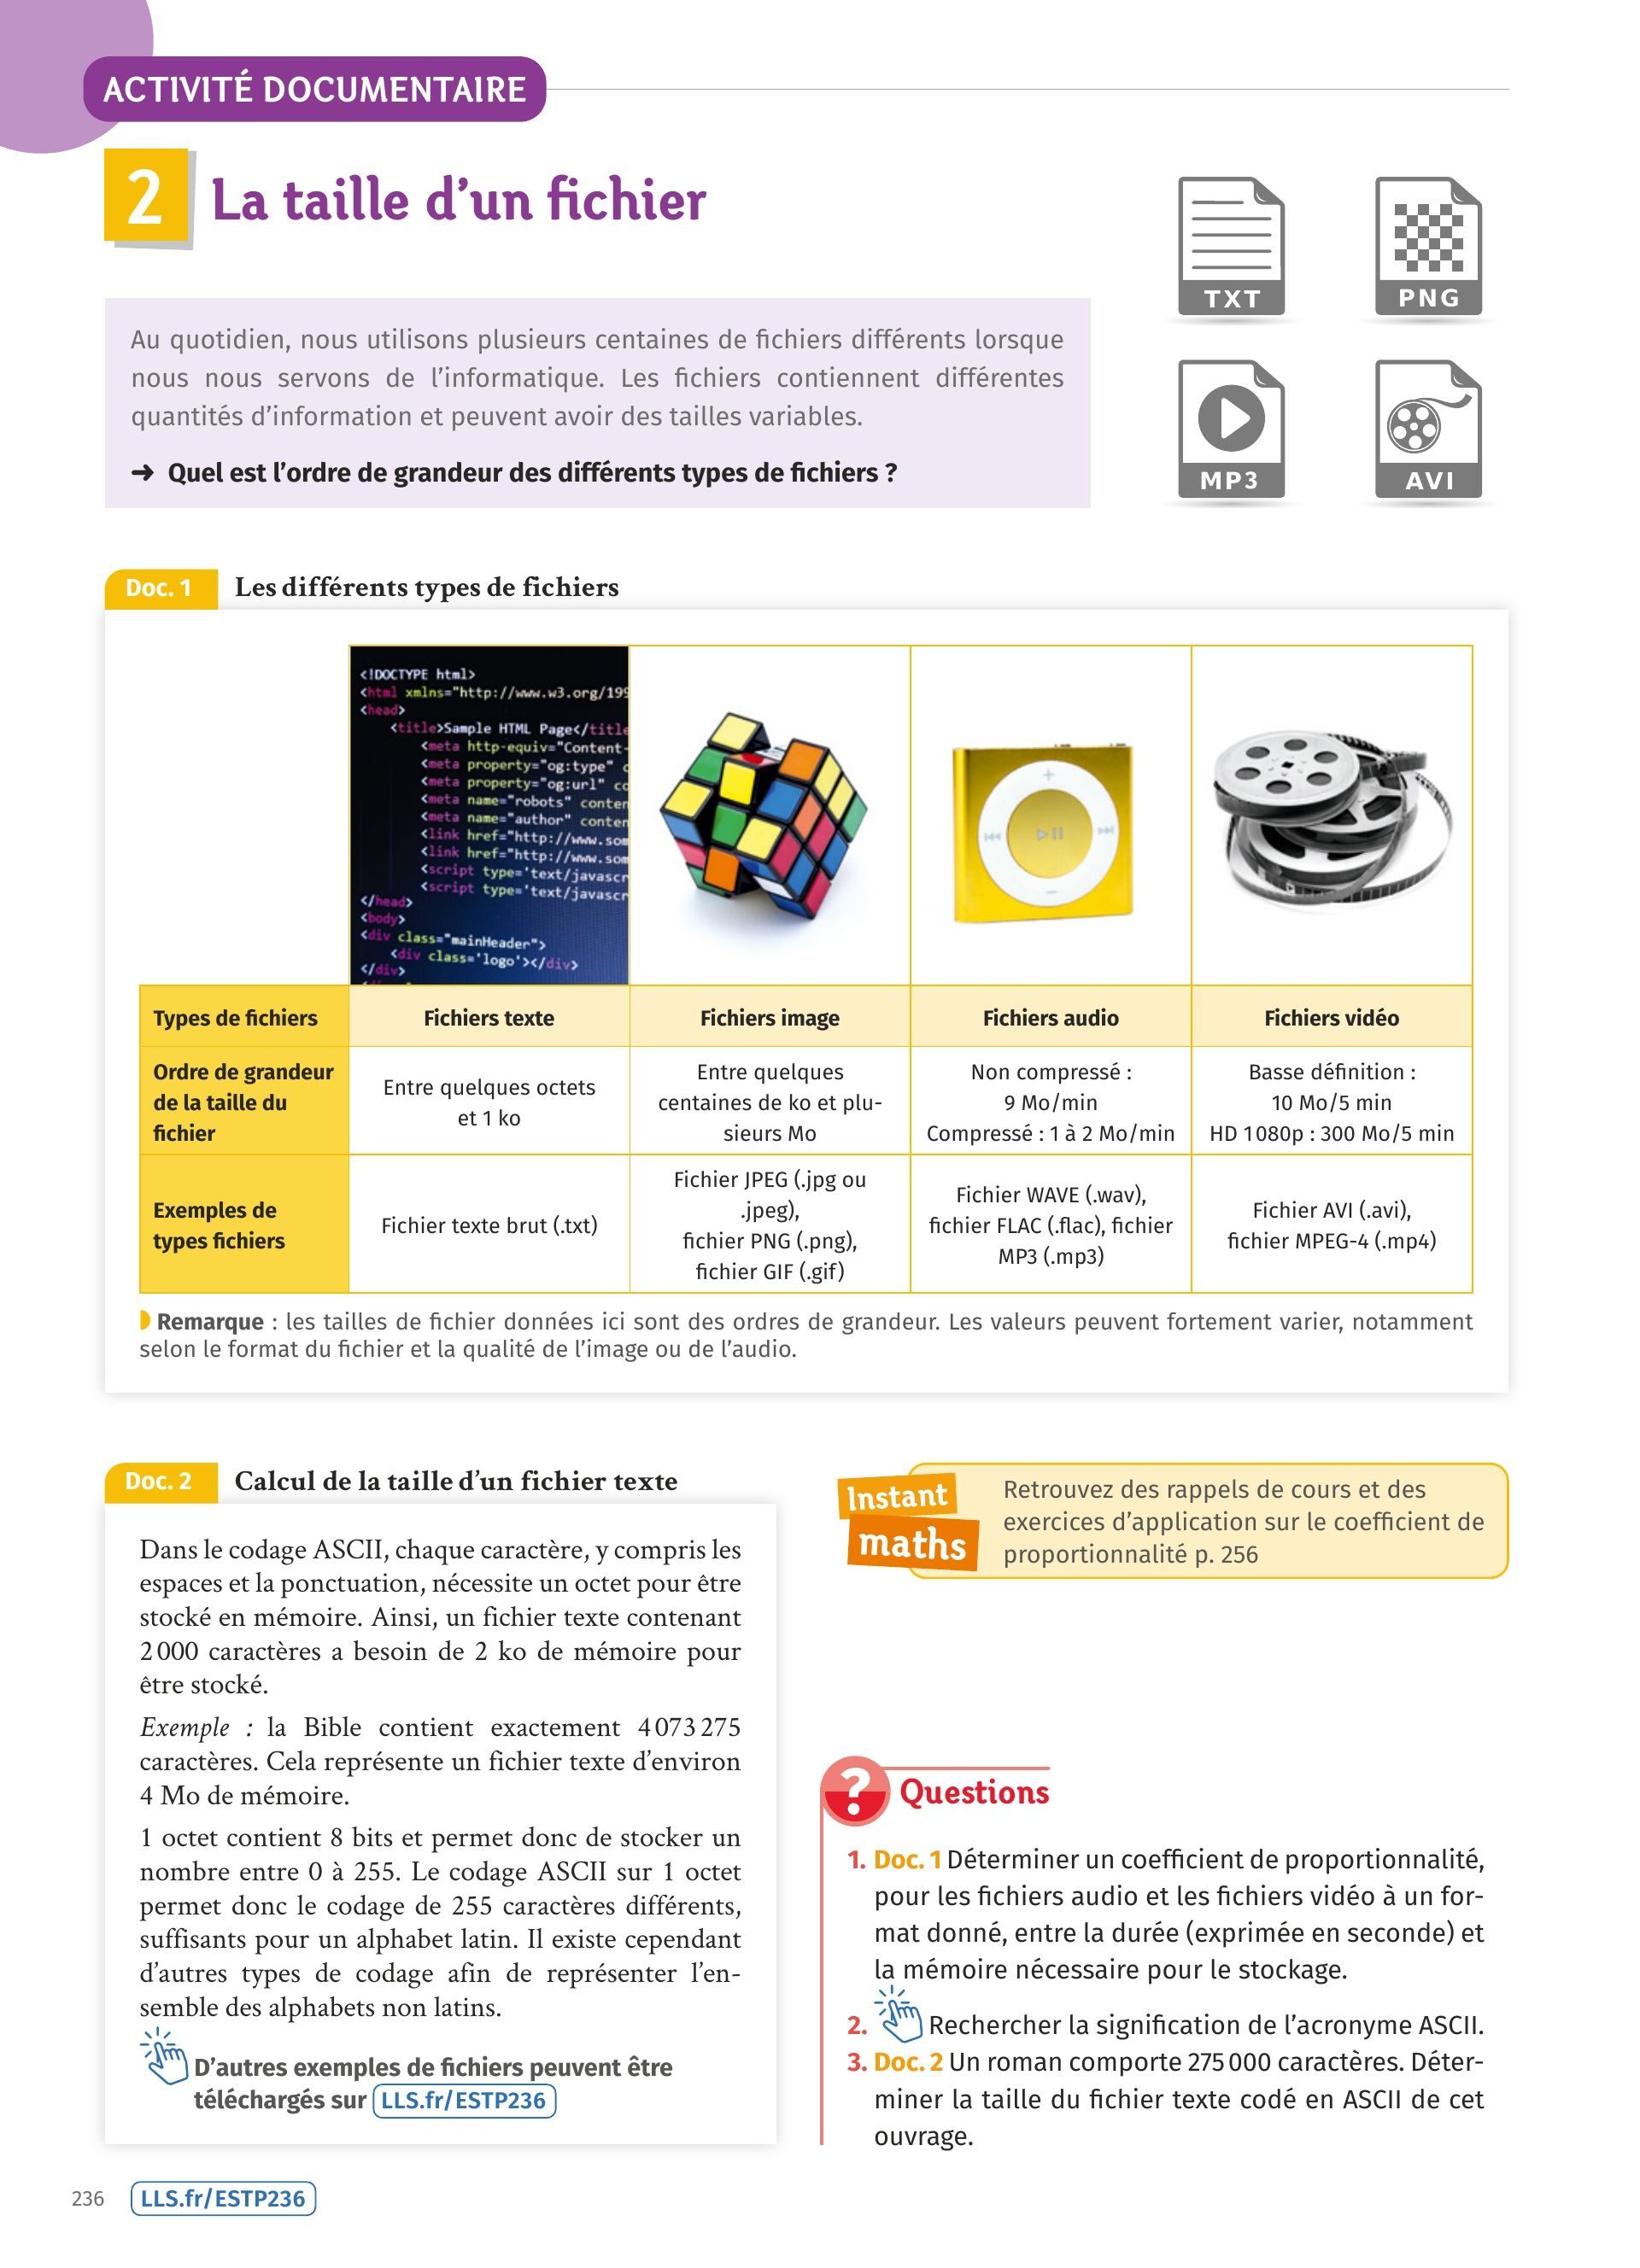 ACTIVITÉ DOCUMENTAIRE
2 La taille d’un fichier
TXT
PNG
MP3
AVI
Au quotidien, nous utilisons plusieurs centaines de fichiers différents lorsque
nous nous servons de l’informatique. Les fichiers contiennent différentes
quantités d’information et peuvent avoir des tailles variables.
➜ Quel est l’ordre de grandeur des différents types de fichiers ?
Doc. 1 Les différents types de fichiers
<!DOCTYPE html>
<html xmlns="http://www.w3.org/199
<head>
<title>Sample HTML Page</title
<meta http-equiv="Content-
<meta property="og:type" c
<meta property="og:url" co
<meta name="robots" conten
<meta name="author" conten
<link href="http://www.som
<link href="http://www.som
<script type='text/javascr
<script type='text/javascr
</head>
<body>
<div class="mainHeader">
<div class='logo'></div>
</div>
Types de fichiers
Fichiers texte
Fichiers image
Fichiers audio
Fichiers vidéo
Ordre de grandeur
de la taille du
fichier
Entre quelques octets
et 1 ko
Entre quelques
centaines de ko et plu-
sieurs Mo
Non compressé :
9 Mo/min
Compressé : 1 à 2 Mo/min
Basse définition :
10 Mo/5 min
HD 1080p : 300 Mo/5 min
Exemples de
types fichiers
Fichier texte brut (.txt)
Fichier JPEG (.jpg ou
.jpeg),
fichier PNG (.png),
fichier GIF (.gif)
Fichier WAVE (.wav),
fichier FLAC (.flac), fichier
MP3 (.mp3)
Fichier AVI (.avi),
fichier MPEG-4 (.mp4)
Remarque : les tailles de fichier données ici sont des ordres de grandeur. Les valeurs peuvent fortement varier, notamment
selon le format du fichier et la qualité de l’image ou de l’audio.
Doc. 2 Calcul de la taille d’un fichier texte
Dans le codage ASCII, chaque caractère, y compris les
espaces et la ponctuation, nécessite un octet pour être
stocké en mémoire. Ainsi, un fichier texte contenant
2 000 caractères a besoin de 2 ko de mémoire pour
être stocké.
Exemple : la Bible contient exactement 4 073 275
caractères. Cela représente un fichier texte d’environ
4 Mo de mémoire.
1 octet contient 8 bits et permet donc de stocker un
nombre entre 0 à 255. Le codage ASCII sur 1 octet
permet donc le codage de 255 caractères différents,
suffisants pour un alphabet latin. Il existe cependant
d’autres types de codage afin de représenter l’en-
semble des alphabets non latins.
D’autres exemples de fichiers peuvent être
téléchargés sur LLS.fr/ESTP236
Instant
maths
Retrouvez des rappels de cours et des
exercices d’application sur le coefficient de
proportionnalité p. 256
? Questions
1. Doc. 1 Déterminer un coefficient de proportionnalité,
pour les fichiers audio et les fichiers vidéo à un for-
mat donné, entre la durée (exprimée en seconde) et
la mémoire nécessaire pour le stockage.
2. Rechercher la signification de l’acronyme ASCII.
3. Doc. 2 Un roman comporte 275 000 caractères. Déter-
miner la taille du fichier texte codé en ASCII de cet
ouvrage.
236 LLS.fr/ESTP236